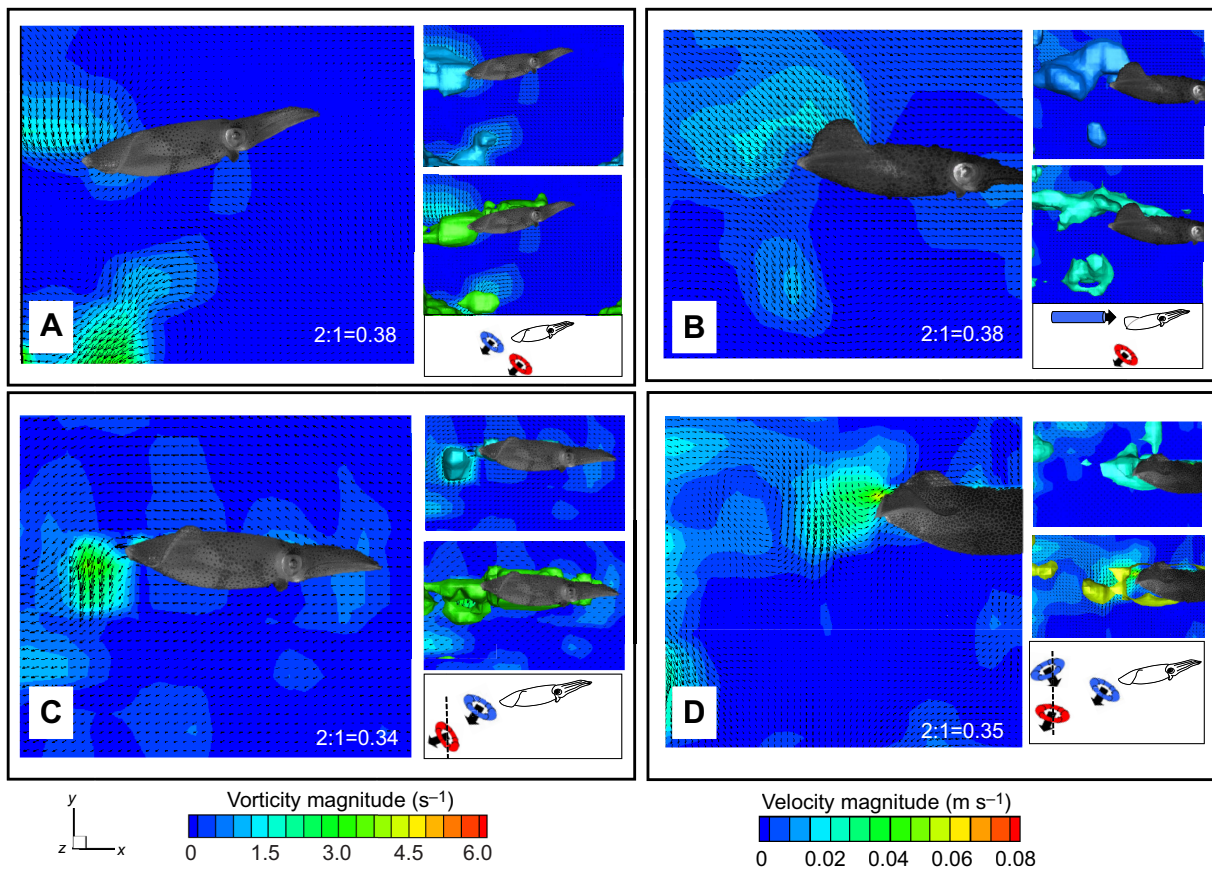 A
2:1=0.38
B
2:1=0.38
C
2:1=0.34
D
2:1=0.35
y
z
x
Vorticity magnitude (s–1)
0 1.5 3.0 4.5 6.0
Velocity magnitude (m s–1)
0 0.02 0.04 0.06 0.08